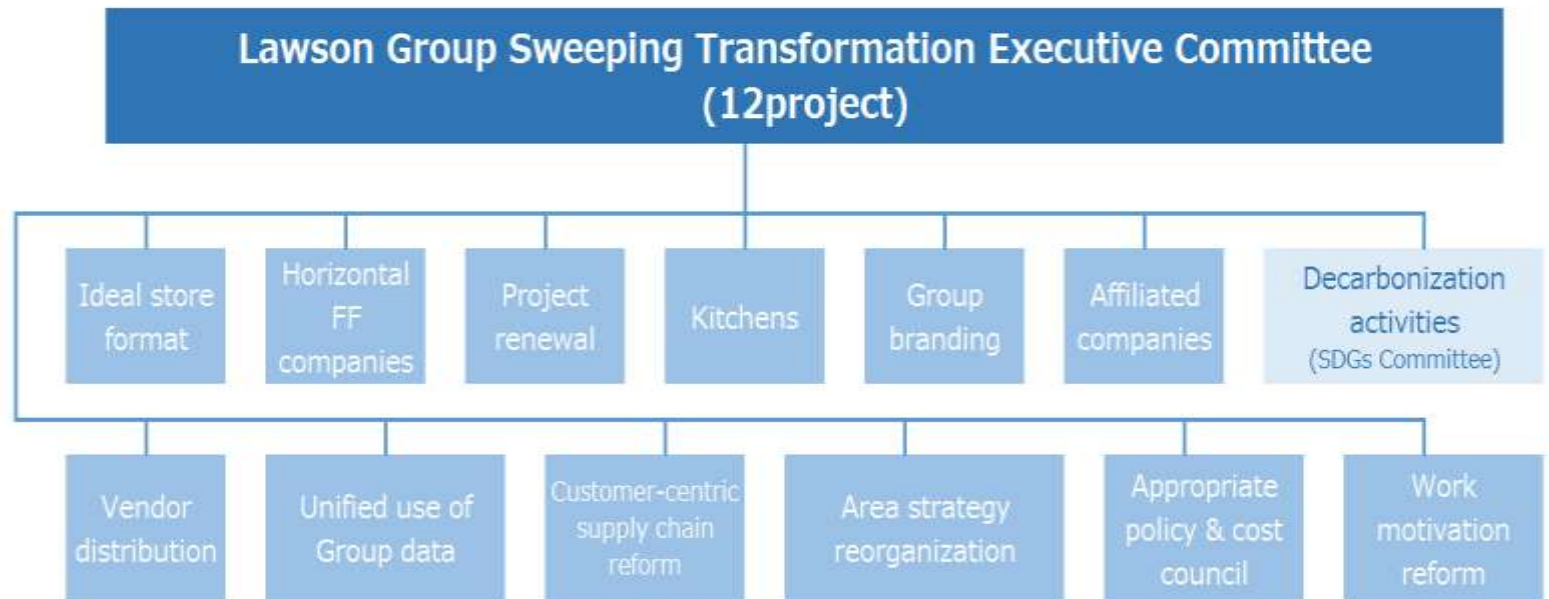 Lawson Group Sweeping Transformation Executive Committee
(12project)
Ideal store
format
Horizontal
FF
companies
Project
renewal
Kitchens
Group
branding
Affiliated
companies
Decarbonization
activities
(SDGs Committee)
Vendor
distribution
Unified use of
Group data
Customer-centric
supply chain
reform
Area strategy
reorganization
Appropriate
policy & cost
council
Work
motivation
reform